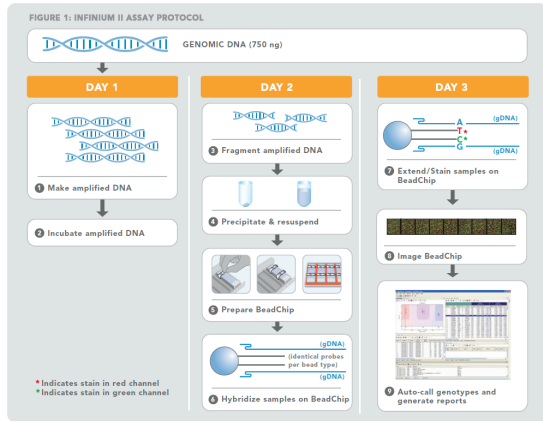 FIGURE 1: INFINIUM II ASSAY PROTOCOL
GENOMIC DNA (750 ng)
DAY 1
1 Make amplified DNA
2 Incubate amplified DNA
* Indicates stain in red channel
* Indicates stain in green channel
DAY 2
3 Fragment amplified DNA
4 Precipitate & resuspend
5 Prepare BeadChip
(gDNA)
(identical probes
per bead type)
(gDNA)
6 Hybridize samples on BeadChip
DAY 3
A (gDNA)
T*
C*
G
(gDNA)
7 Extend/Stain samples on
BeadChip
8 Image BeadChip
9 Auto-call genotypes and
generate reports